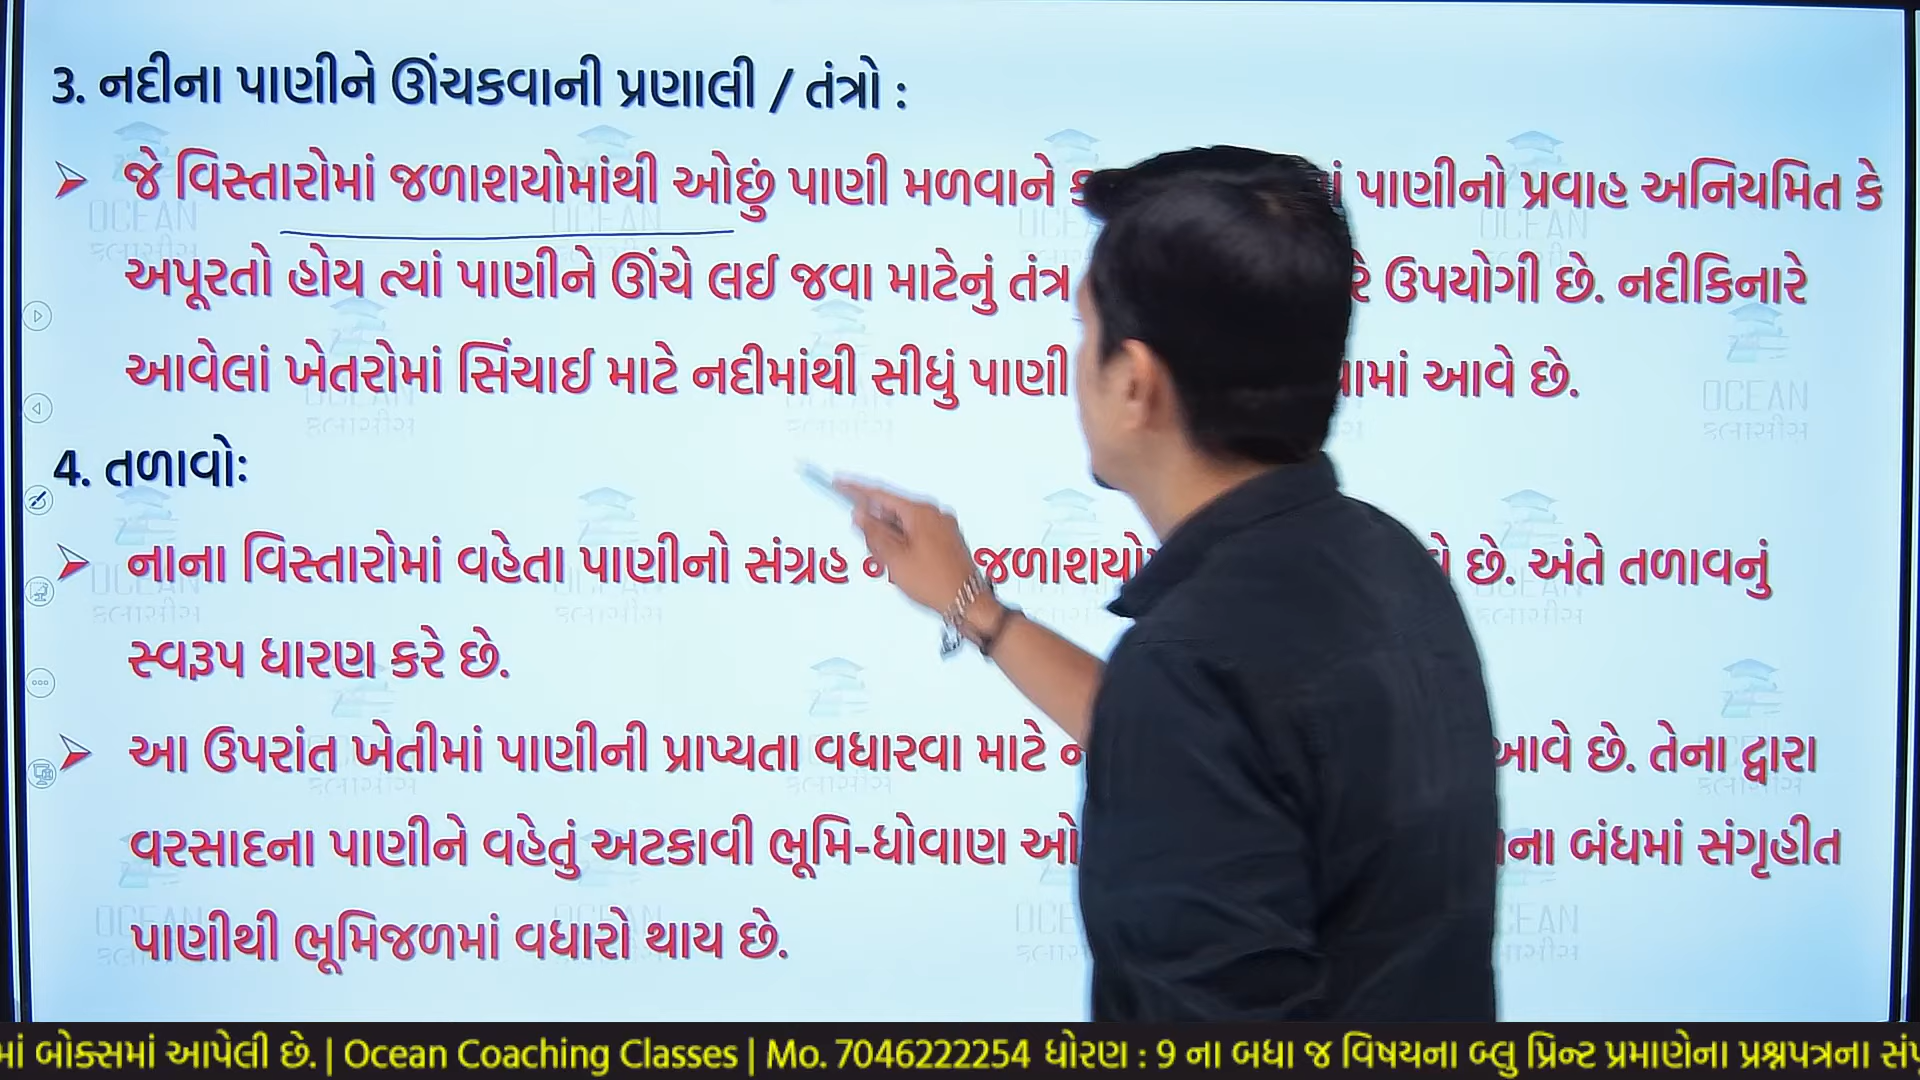 3. નદીના પાણીને ઊંચકવાની પ્રણાલી / તંત્રો :
જે વિસ્તારોમાં જળાશયોમાંથી ઓછું પાણી મળવાને પાણીનો પ્રવાહ અનિયમિત કે
અપૂરતો હોય ત્યાં પાણીને ઊંચે લઈ જવા માટેનું તંત્ર ઉપયોગી છે. નદીકિનારે
આવેલાં ખેતરોમાં સિંચાઈ માટે નદીમાંથી સીધું પાણી આવે છે.
4. તળાવોઃ
નાના વિસ્તારોમાં વહેતા પાણીનો સંગ્રહ છે. અંતે તળાવનું
સ્વરૂપ ધારણ કરે છે.
આ ઉપરાંત ખેતીમાં પાણીની પ્રાપ્યતા વધારવા માટે આવે છે. તેના દ્વારા
વરસાદના પાણીને વહેતું અટકાવી ભૂમિ-ધોવાણ બંધમાં સંગૃહીત
પાણીથી ભૂમિજળમાં વધારો થાય છે.
OCEAN
ક્લાસીસ
બોક્સમાં આપેલી છે. | Ocean Coaching Classes | Mo. 7046222254 ધોરણ : 9 ના બધા જ વિષયના બ્લુ પ્રિન્ટ પ્રમાણેના પ્રશ્નપત્રના